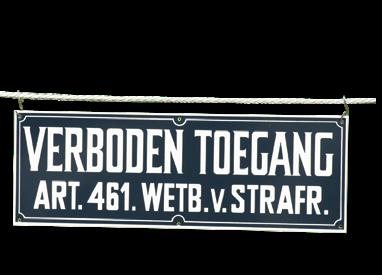 VERBODEN TOEGANG
ART. 461. WETB.v. STRAFR.